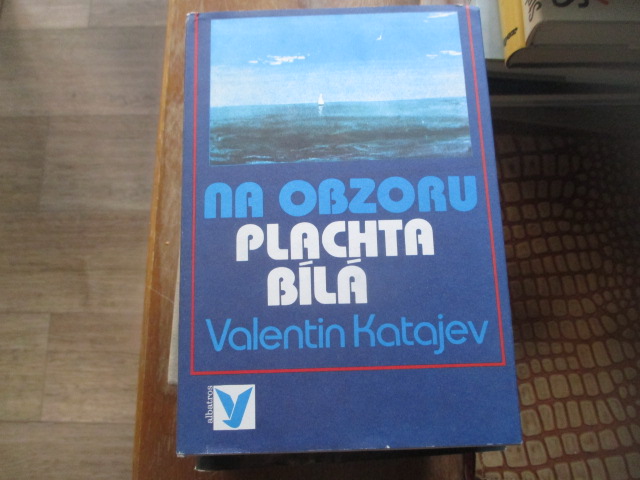 NA OBZORU
PLACHTA
BÍLÁ
Valentin Katajev
albatros